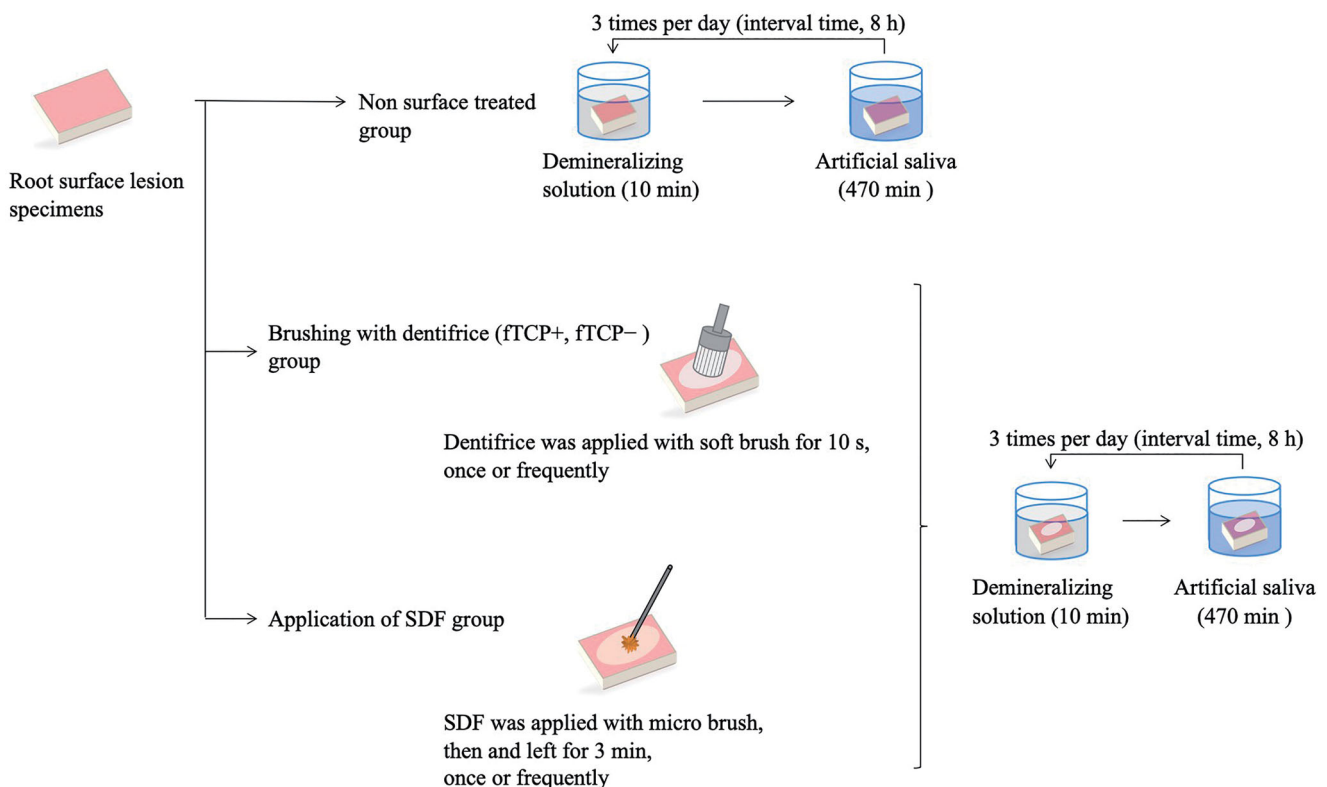 3 times per day (interval time, 8 h)
Non surface treated
group
Root surface lesion
specimens
Demineralizing
solution (10 min)
Artificial saliva
(470 min )
Brushing with dentifrice (fTCP+, fTCP− )
group
Dentifrice was applied with soft brush for 10 s,
once or frequently
3 times per day (interval time, 8 h)
Demineralizing
solution (10 min)
Artificial saliva
(470 min )
Application of SDF group
SDF was applied with micro brush,
then and left for 3 min,
once or frequently